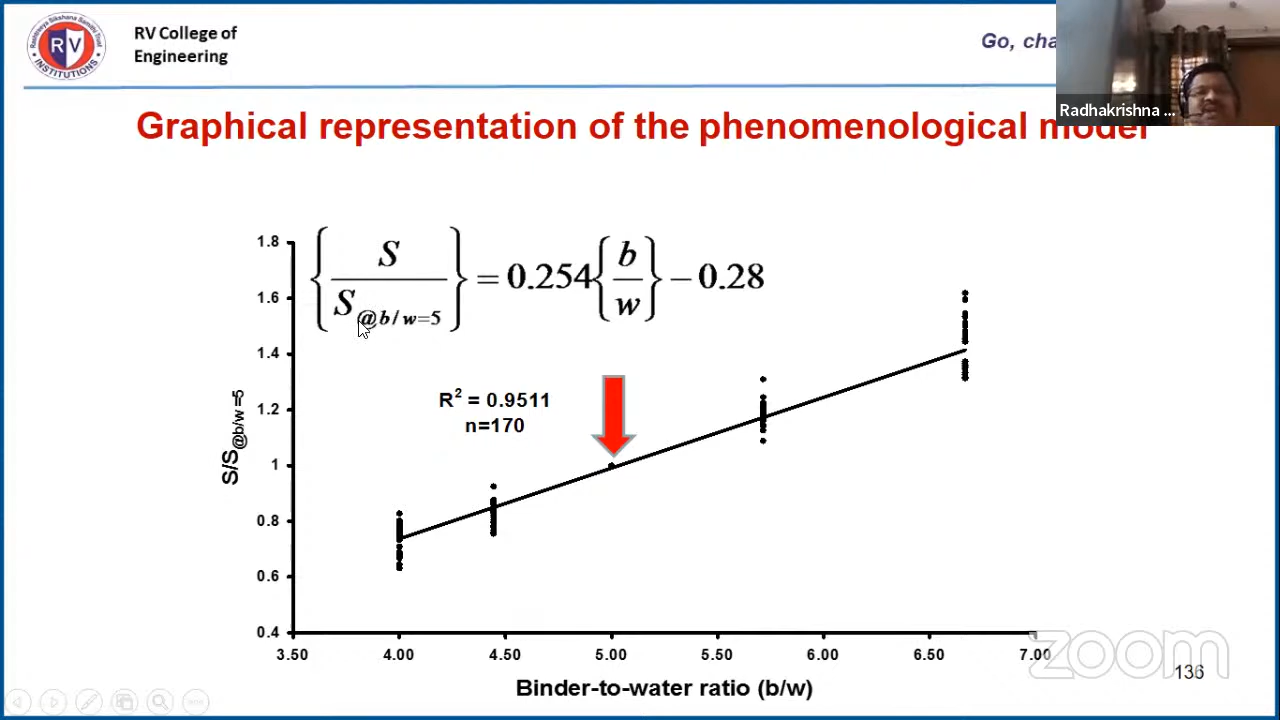 RV College of
Engineering
Go, cha
RV
INSTITUTIONS
Radhakrishna ...
Graphical representation of the phenomenological model
{S / S@b/w=5} = 0.254 {b / w} − 0.28
R² = 0.9511
n=170
S/S@b/w=5
1.8
1.6
1.4
1.2
1
0.8
0.6
0.4
3.50 4.00 4.50 5.00 5.50 6.00 6.50 7.00
Binder-to-water ratio (b/w)
zoom
136